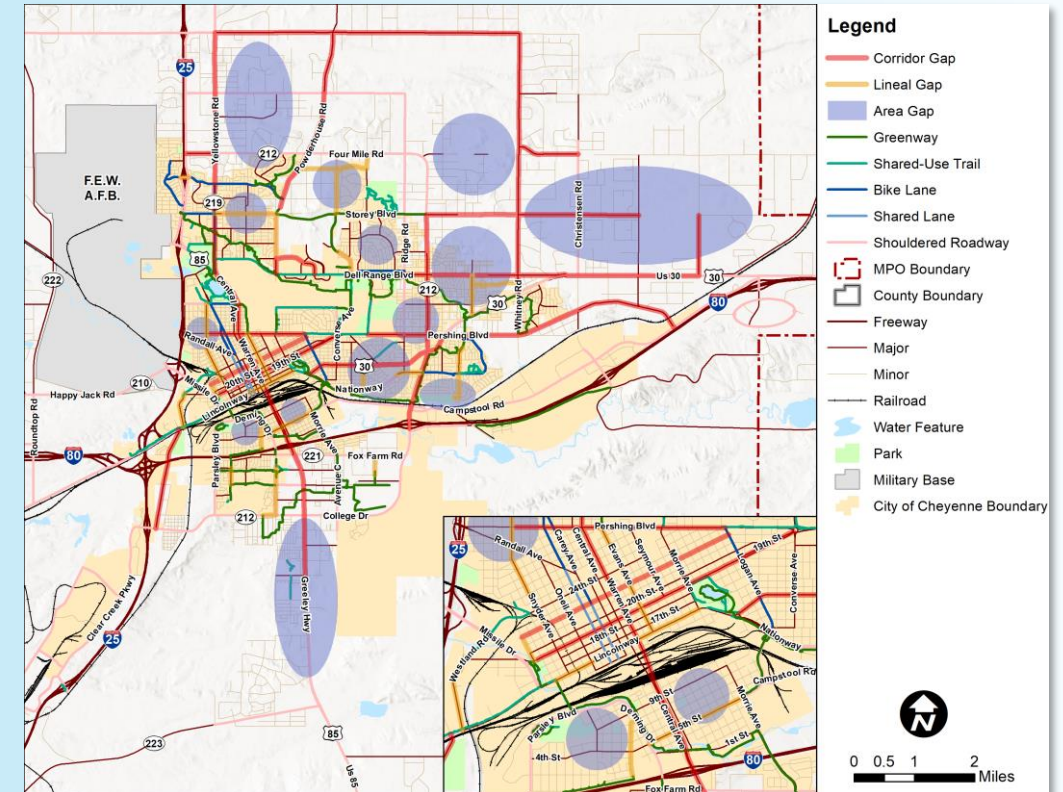 25
Yellowstone Rd
Powderhouse Rd
212
Four Mile Rd
F.E.W.
A.F.B.
219
Storey Blvd
Ridge Rd
Christensen Rd
85
222
Dell Range Blvd
Us 30
30
212
30
80
Central Ave
Whitney Rd
Converse Ave
Pershing Blvd
Randall Ave
Warren Ave
19th St
20th St
30
210
Missile Dr
Nationway
Happy Jack Rd
Lincolnway
Campstool Rd
Roundtop Rd
Deming Dr
Morrie Ave
80
Parsley Blvd
221
Avenue C
Fox Farm Rd
212
College Dr
Greeley Hwy
Clear Creek Pkwy
25
223
85
Us 85
Pershing Blvd
25
Randall Ave
Carey Ave
Central Ave
Evans Ave
Seymour Ave
Morrie Ave
19th St
Logan Ave
Converse Ave
24th St
Oneil Ave
Warren Ave
20th St
Snyder Ave
17th St
18th St
Lincolnway
Missile Dr
Westland Rd
Nationway
Campstool Rd
9th St
Parsley Blvd
Deming Dr
Central Ave
5th St
Morrie Ave
1st St
4th St
80
Fox Farm Rd
Legend
Corridor Gap
Lineal Gap
Area Gap
Greenway
Shared-Use Trail
Bike Lane
Shared Lane
Shouldered Roadway
MPO Boundary
County Boundary
Freeway
Major
Minor
Railroad
Water Feature
Park
Military Base
City of Cheyenne Boundary
N
0 0.5 1 2
Miles